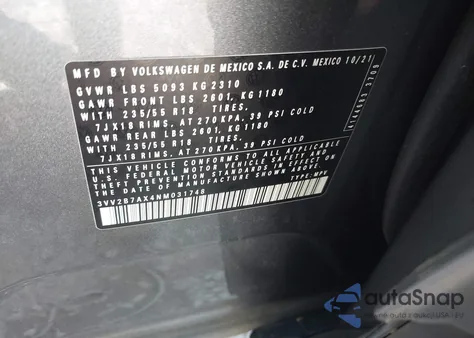 MFD BY VOLKSWAGEN DE MEXICO S.A. DE C.V. MEXICO 10/21
GVWR LBS 5093 KG 2310
GAWR FRONT LBS 2601, KG 1180
WITH 235/55 R18 TIRES.
7JX18 RIMS, AT 270 KPA, 39 PSI COLD
GAWR REAR LBS 2601, KG 1180
WITH 235/55 R18 TIRES.
7JX18 RIMS, AT 270 KPA, 39 PSI COLD
THIS VEHICLE CONFORMS TO ALL APPLICABLE
U.S. FEDERAL MOTOR VEHICLE SAFETY AND
THEFT PREVENTION STANDARDS IN EFFECT ON
THE DATE OF MANUFACTURE SHOWN ABOVE.
3VV2B7AX4NM031748 TYPE: MPV
autoSnap